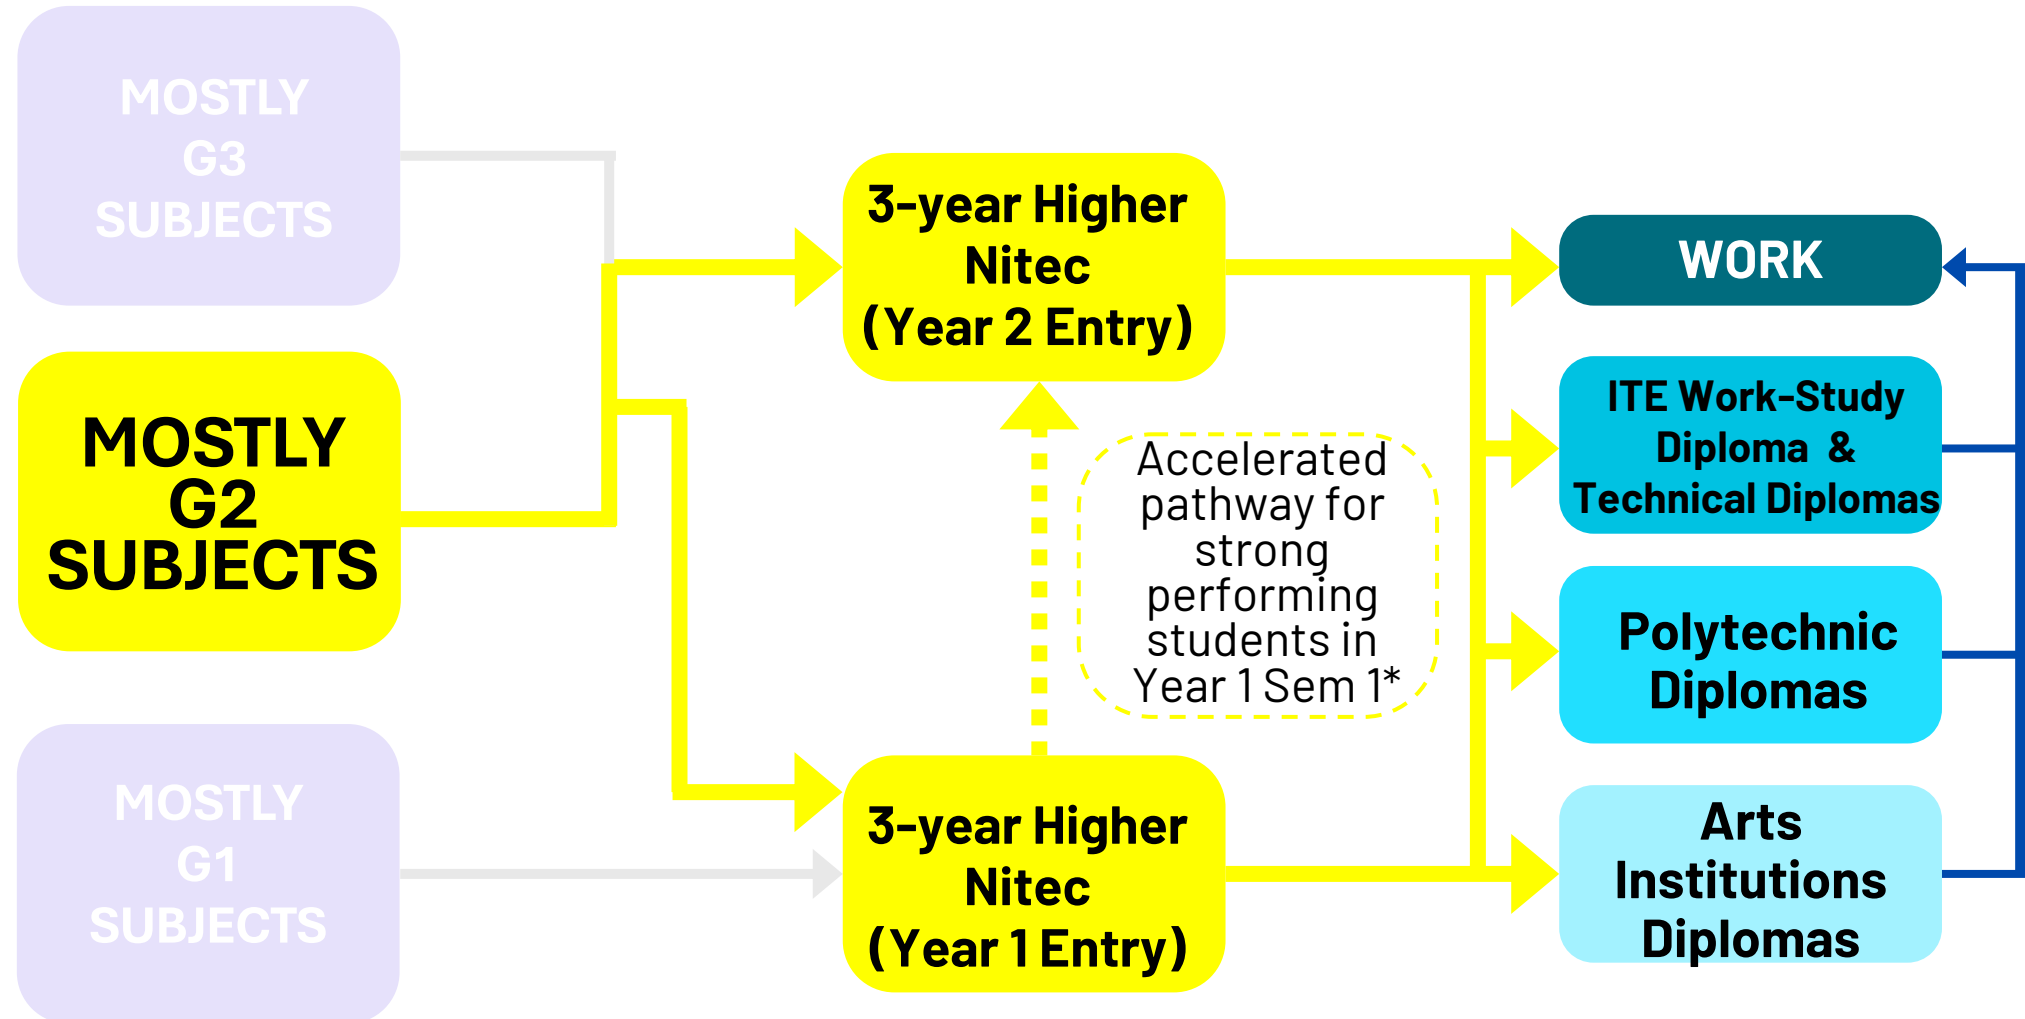 MOSTLY
G3
SUBJECTS
MOSTLY
G2
SUBJECTS
MOSTLY
G1
SUBJECTS
3-year Higher
Nitec
(Year 2 Entry)
Accelerated
pathway for
strong
performing
students in
Year 1 Sem 1*
3-year Higher
Nitec
(Year 1 Entry)
WORK
ITE Work-Study
Diploma &
Technical Diplomas
Polytechnic
Diplomas
Arts
Institutions
Diplomas